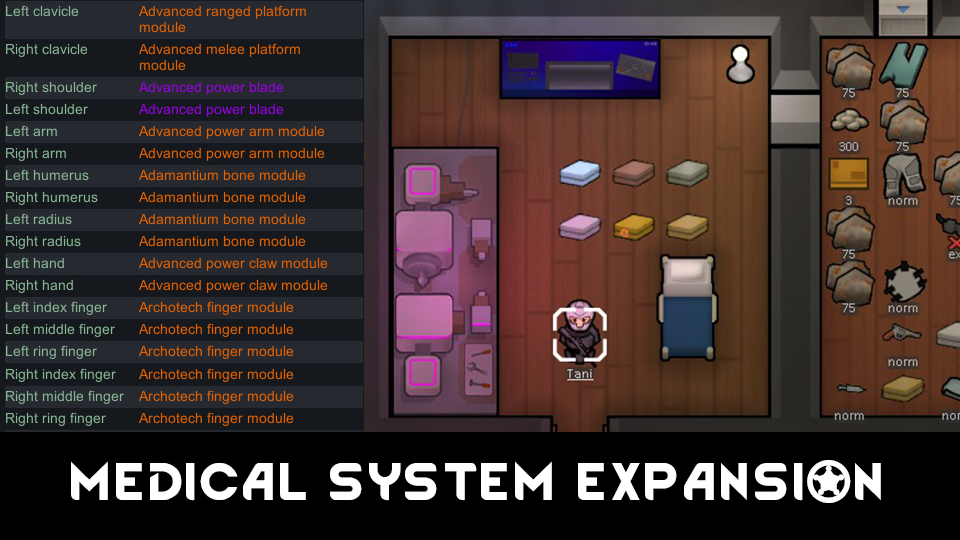 Left clavicle Advanced ranged platform
module
Right clavicle Advanced melee platform
module
Right shoulder Advanced power blade
Left shoulder Advanced power blade
Left arm Advanced power arm module
Right arm Advanced power arm module
Left humerus Adamantium bone module
Right humerus Adamantium bone module
Left radius Adamantium bone module
Right radius Adamantium bone module
Left hand Advanced power claw module
Right hand Advanced power claw module
Left index finger Archotech finger module
Left middle finger Archotech finger module
Left ring finger Archotech finger module
Right index finger Archotech finger module
Right middle finger Archotech finger module
Right ring finger Archotech finger module
Tani
75 75
300 75
3 norm 75
75 ex
75 norm
norm
norm nor
MEDICAL SYSTEM EXPANSION